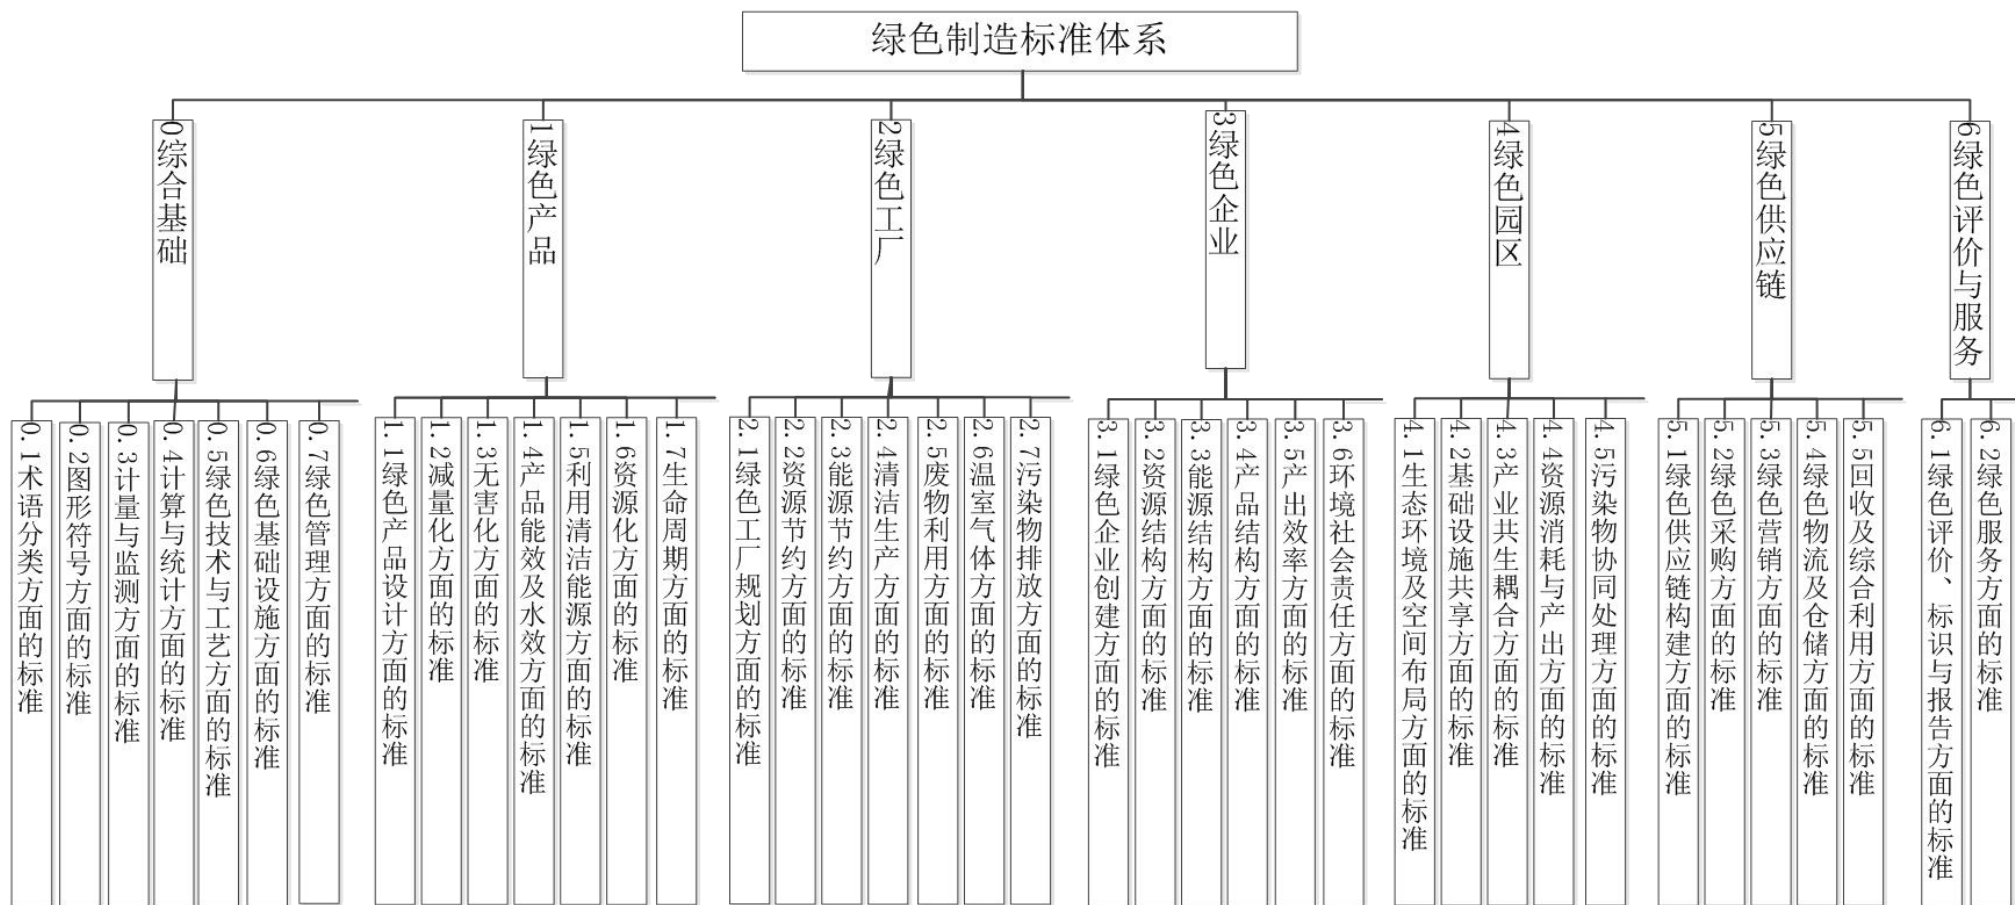 绿色制造标准体系
0综合基础
1绿色产品
2绿色工厂
3绿色企业
4绿色园区
5绿色供应链
6绿色评价与服务
0.1术语分类方面的标准
0.2图形符号方面的标准
0.3计量与监测方面的标准
0.4计算与统计方面的标准
0.5绿色技术与工艺方面的标准
0.6绿色基础设施方面的标准
0.7绿色管理方面的标准
1.1绿色产品设计方面的标准
1.2减量化方面的标准
1.3无害化方面的标准
1.4产品能效及水效方面的标准
1.5利用清洁能源方面的标准
1.6资源化方面的标准
1.7生命周期方面的标准
2.1绿色工厂规划方面的标准
2.2资源节约方面的标准
2.3能源节约方面的标准
2.4清洁生产方面的标准
2.5废物利用方面的标准
2.6温室气体方面的标准
2.7污染物排放方面的标准
3.1绿色企业创建方面的标准
3.2资源结构方面的标准
3.3能源结构方面的标准
3.4产品结构方面的标准
3.5产出效率方面的标准
3.6环境社会责任方面的标准
4.1生态环境及空间布局方面的标准
4.2基础设施共享方面的标准
4.3产业共生耦合方面的标准
4.4资源消耗与产出方面的标准
4.5污染物协同处理方面的标准
5.1绿色供应链构建方面的标准
5.2绿色采购方面的标准
5.3绿色营销方面的标准
5.4绿色物流及仓储方面的标准
5.5回收及综合利用方面的标准
6.1绿色评价、标识与报告方面的标准
6.2绿色服务方面的标准